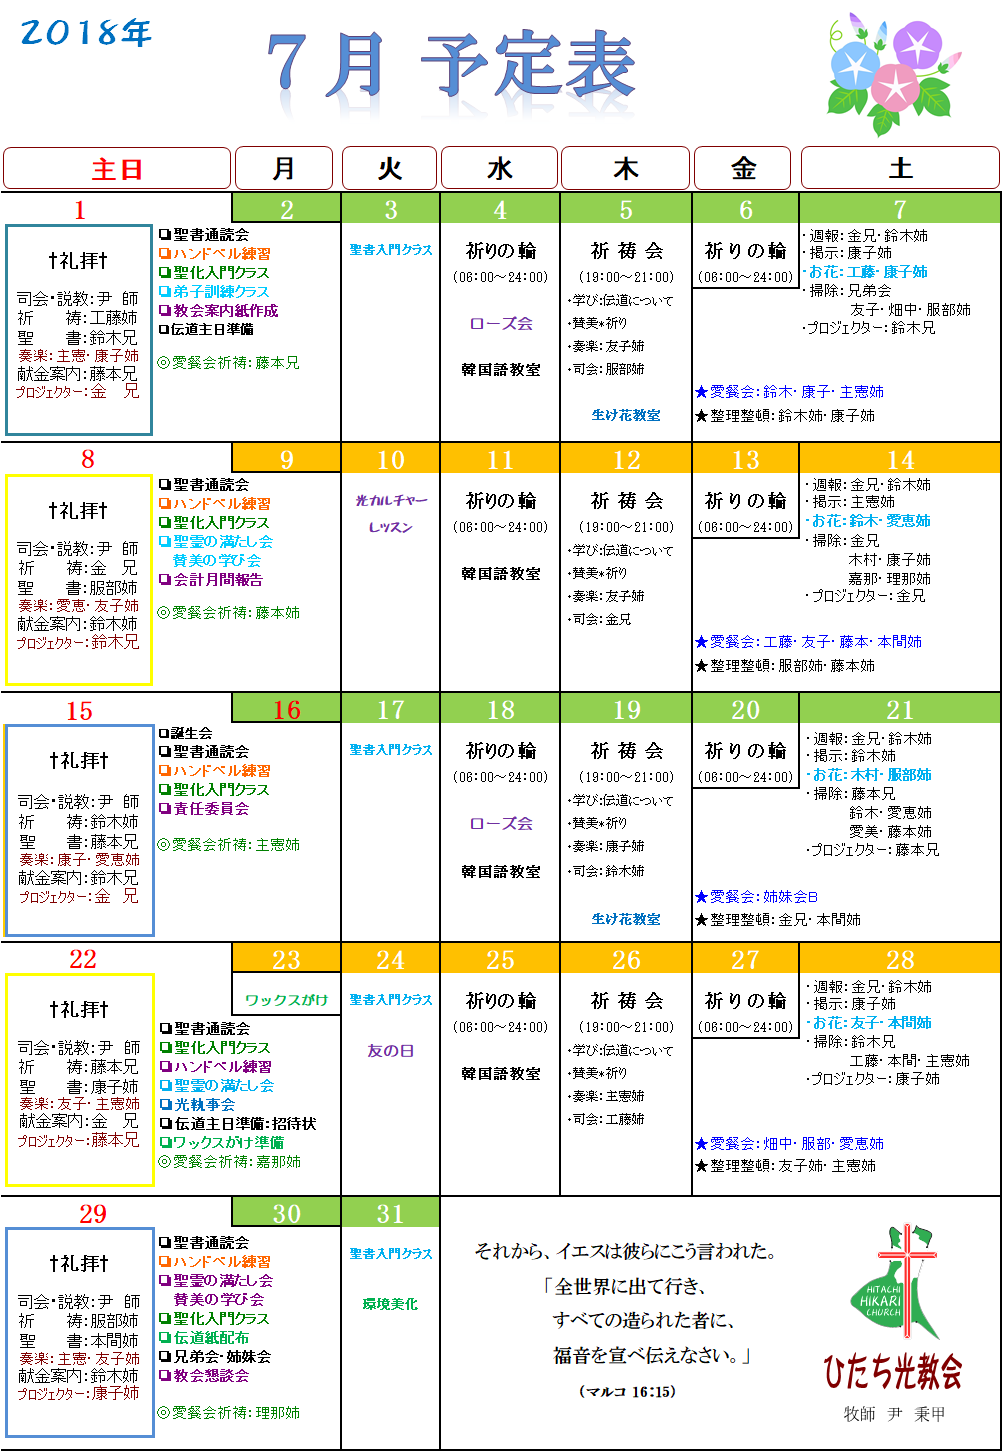 2018年
7月 予定表
主日 月 火 水 木 金 土
1 2 3 4 5 6 7
†礼拝†
司会・説教:尹 師
祈 祷:工藤姉
聖 書:鈴木兄
奏楽:主憲・康子姉
献金案内:藤本兄
プロジェクター:金 兄
❏聖書通読会
❏ハンドベル練習
❏聖化入門クラス
❏弟子訓練クラス
❏教会案内紙作成
❏伝道主日準備
◎愛餐会祈祷:藤本兄
聖書入門クラス
祈りの輪
(06:00~24:00)
ローズ会
韓国語教室
祈 祷 会
(19:00~21:00)
・学び:伝道について
・賛美*祈り
・奏楽:友子姉
・司会:服部姉
生け花教室
祈りの輪
(06:00~24:00)
・週報:金兄・鈴木姉
・掲示:康子姉
・お花:工藤・康子姉
・掃除:兄弟会
友子・畑中・服部姉
・プロジェクター:鈴木兄
★愛餐会:鈴木・康子・主憲姉
★整理整頓:鈴木姉・康子姉
8 9 10 11 12 13 14
†礼拝†
司会・説教:尹 師
祈 祷:金 兄
聖 書:服部姉
奏楽:愛恵・友子姉
献金案内:鈴木姉
プロジェクター:鈴木兄
❏聖書通読会
❏ハンドベル練習
❏聖化入門クラス
❏聖霊の満たし会
賛美の学び会
❏会計月間報告
◎愛餐会祈祷:藤本姉
光カルチャー
レッスン
祈りの輪
(06:00~24:00)
韓国語教室
祈 祷 会
(19:00~21:00)
・学び:伝道について
・賛美*祈り
・奏楽:友子姉
・司会:金兄
祈りの輪
(06:00~24:00)
・週報:金兄・鈴木姉
・掲示:主憲姉
・お花:鈴木・愛恵姉
・掃除:金兄
木村・康子姉
嘉那・理那姉
・プロジェクター:金兄
★愛餐会:工藤・友子・藤本・本間姉
★整理整頓:服部姉・藤本姉
15 16 17 18 19 20 21
†礼拝†
司会・説教:尹 師
祈 祷:鈴木姉
聖 書:藤本兄
奏楽:康子・愛恵姉
献金案内:鈴木兄
プロジェクター:金 兄
❏誕生会
❏聖書通読会
❏ハンドベル練習
❏聖化入門クラス
❏責任委員会
◎愛餐会祈祷:主憲姉
聖書入門クラス
祈りの輪
(06:00~24:00)
ローズ会
韓国語教室
祈 祷 会
(19:00~21:00)
・学び:伝道について
・賛美*祈り
・奏楽:康子姉
・司会:鈴木姉
生け花教室
祈りの輪
(06:00~24:00)
・週報:金兄・鈴木姉
・掲示:鈴木姉
・お花:木村・服部姉
・掃除:藤本兄
鈴木・愛恵姉
愛美・藤本姉
・プロジェクター:藤本兄
★愛餐会:姉妹会B
★整理整頓:金兄・本間姉
22 23 24 25 26 27 28
†礼拝†
司会・説教:尹 師
祈 祷:藤本兄
聖 書:康子姉
奏楽:友子・主憲姉
献金案内:金 兄
プロジェクター:藤本兄
ワックスがけ
❏聖書通読会
❏聖化入門クラス
❏ハンドベル練習
❏聖霊の満たし会
❏光執事会
❏伝道主日準備:招待状
❏ワックスがけ準備
◎愛餐会祈祷:嘉那姉
聖書入門クラス
友の日
祈りの輪
(06:00~24:00)
韓国語教室
祈 祷 会
(19:00~21:00)
・学び:伝道について
・賛美*祈り
・奏楽:主憲姉
・司会:工藤姉
祈りの輪
(06:00~24:00)
・週報:金兄・鈴木姉
・掲示:康子姉
・お花:友子・本間姉
・掃除:鈴木兄
工藤・本間・主憲姉
・プロジェクター:康子姉
★愛餐会:畑中・服部・愛恵姉
★整理整頓:友子姉・主憲姉
29 30 31
†礼拝†
司会・説教:尹 師
祈 祷:服部姉
聖 書:本間姉
奏楽:主憲・友子姉
献金案内:鈴木姉
プロジェクター:康子姉
❏聖書通読会
❏ハンドベル練習
❏聖霊の満たし会
賛美の学び会
❏聖化入門クラス
❏伝道紙配布
❏兄弟会・姉妹会
❏教会懇談会
◎愛餐会祈祷:理那姉
聖書入門クラス
環境美化
それから、イエスは彼らにこう言われた。
「全世界に出て行き、
すべての造られた者に、
福音を宣べ伝えなさい。」
(マルコ 16:15)
HITACHI
HIKARI
CHURCH
ひたち光教会
牧師 尹 秉甲